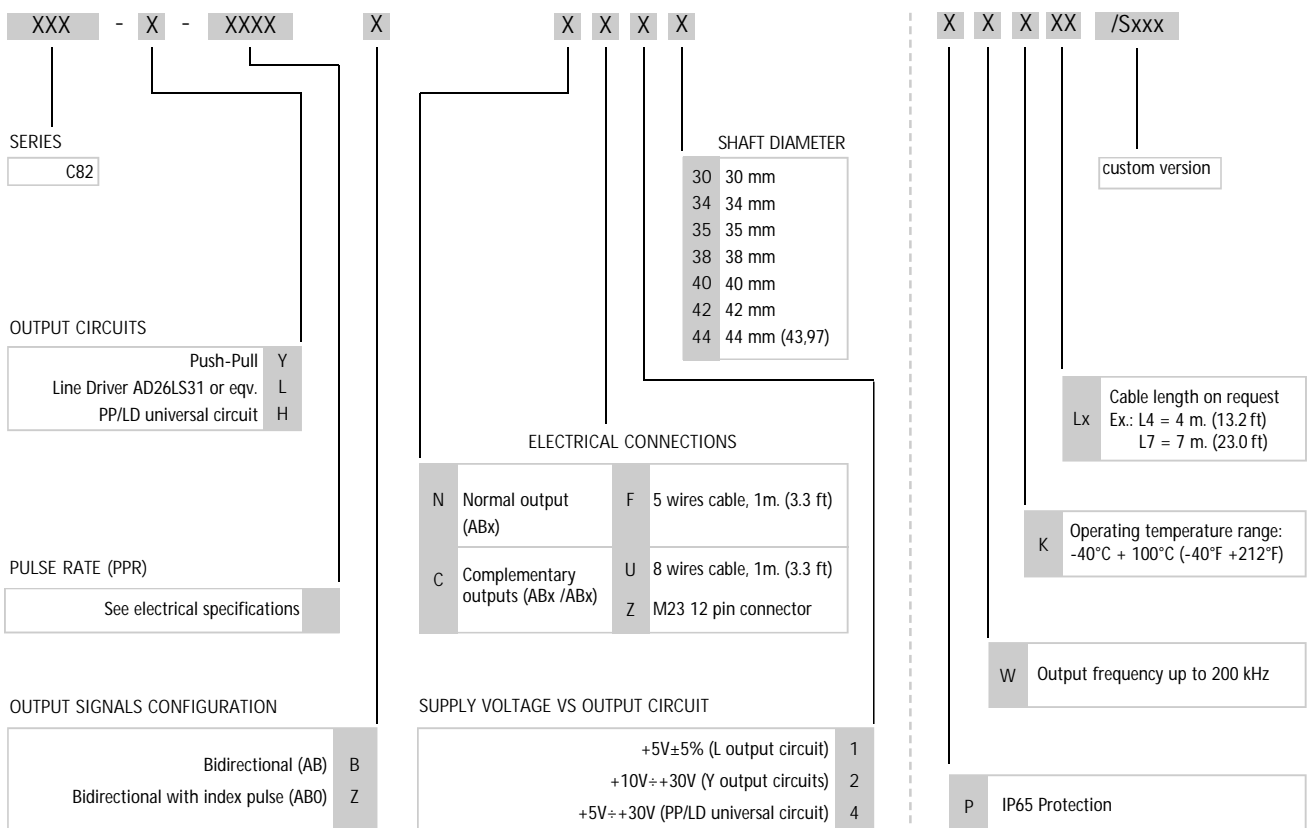 XXX - X - XXXX X X X X X X X X XX /Sxxx
SERIES
C82
SHAFT DIAMETER
30 30 mm
34 34 mm
35 35 mm
38 38 mm
40 40 mm
42 42 mm
44 44 mm (43,97)
custom version
OUTPUT CIRCUITS
Push-Pull Y
Line Driver AD26LS31 or eqv. L
PP/LD universal circuit H
Lx Cable length on request
Ex.: L4 = 4 m. (13.2 ft)
L7 = 7 m. (23.0 ft)
ELECTRICAL CONNECTIONS
N Normal output
(ABx)
F 5 wires cable, 1m. (3.3 ft)
C Complementary
outputs (ABx /ABx)
U 8 wires cable, 1m. (3.3 ft)
Z M23 12 pin connector
K Operating temperature range:
-40°C + 100°C (-40°F +212°F)
PULSE RATE (PPR)
See electrical specifications
W Output frequency up to 200 kHz
OUTPUT SIGNALS CONFIGURATION
Bidirectional (AB) B
Bidirectional with index pulse (AB0) Z
SUPPLY VOLTAGE VS OUTPUT CIRCUIT
+5V±5% (L output circuit) 1
+10V÷+30V (Y output circuits) 2
+5V÷+30V (PP/LD universal circuit) 4
P IP65 Protection